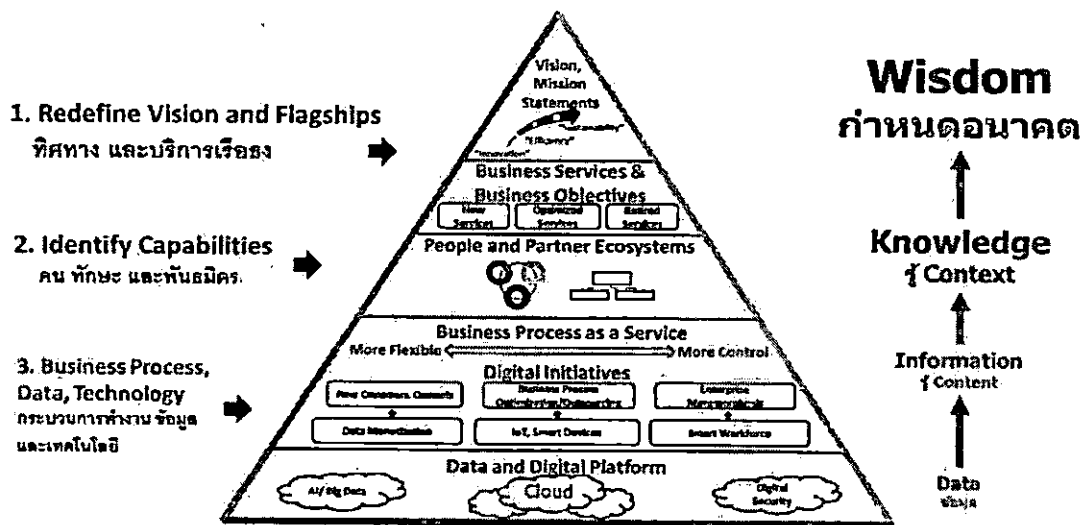 1. Redefine Vision and Flagships
ทิศทาง และบริการเรือธง
2. Identify Capabilities
คน ทักษะ และพันธมิตร
3. Business Process,
Data, Technology
กระบวนการทำงาน ข้อมูล
และเทคโนโลยี
Vision,
Mission
Statements
"Innovation"
"Efficiency"
"Sustainability"
Business Services &
Business Objectives
New
Services
Optimized
Services
Retired
Services
People and Partner Ecosystems
Business Process as a Service
More Flexible
More Control
Digital Initiatives
Business Process
Optimization/Outsourcing
Enterprise
Data Monetization
IoT, Smart Devices
Smart Workforce
Data and Digital Platform
AI/ Big Data
Cloud
Digital
Security
Wisdom
กำหนดอนาคต
Knowledge
รู้ Context
Information
รู้ Content
Data
ข้อมูล